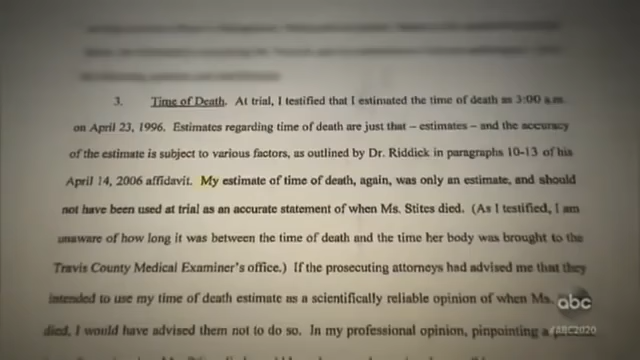 3. Time of Death. At trial, I testified that I estimated the time of death as 3:00 a.m.
on April 23, 1996. Estimates regarding time of death are just that – estimates – and the accuracy
of the estimate is subject to various factors, as outlined by Dr. Riddick in paragraphs 10-13 of his
April 14, 2006 affidavit. My estimate of time of death, again, was only an estimate, and should
not have been used at trial as an accurate statement of when Ms. Stites died. (As I testified, I am
unaware of how long it was between the time of death and the time her body was brought to the
Travis County Medical Examiner's office.) If the prosecuting attorneys had advised me that they
intended to use my time of death estimate as a scientifically reliable opinion of when Ms.
died, I would have advised them not to do so. In my professional opinion, pinpointing a
abc
#ABC2020